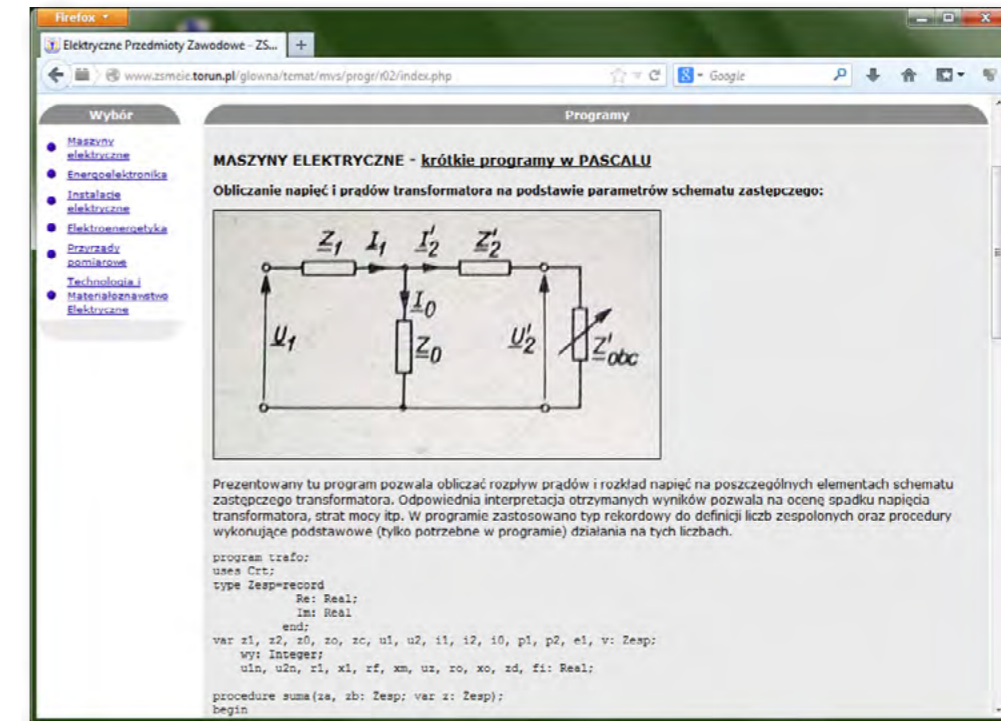 Firefox
Elektryczne Przedmioty Zawodowe - ZS...
www.zsmeie.torun.pl/glowna/temat/mvs/progr/r02/index.php
Google
Wybór
Programy
Maszyny
elektryczne
Energoelektronika
Instalacje
elektryczne
Elektroenergetyka
Przyrządy
pomiarowe
Technologia i
Materiałoznawstwo
Elektryczne
MASZYNY ELEKTRYCZNE - krótkie programy w PASCALU
Obliczanie napięć i prądów transformatora na podstawie parametrów schematu zastępczego:
Z1 I1 I'2 Z'2
I0
U1 Z0 U'2 Z'obc
Prezentowany tu program pozwala obliczać rozpływ prądów i rozkład napięć na poszczególnych elementach schematu
zastępczego transformatora. Odpowiednia interpretacja otrzymanych wyników pozwala na ocenę spadku napięcia
transformatora, strat mocy itp. W programie zastosowano typ rekordowy do definicji liczb zespolonych oraz procedury
wykonujące podstawowe (tylko potrzebne w programie) działania na tych liczbach.
program trafo;
uses Crt;
type Zesp=record
Re: Real;
Im: Real
end;
var z1, z2, z0, zo, zc, u1, u2, i1, i2, i0, p1, p2, e1, v: Zesp;
wy: Integer;
u1n, u2n, r1, x1, rf, xm, uz, ro, xo, zd, fi: Real;
procedure suma(za, zb: Zesp; var z: Zesp);
begin